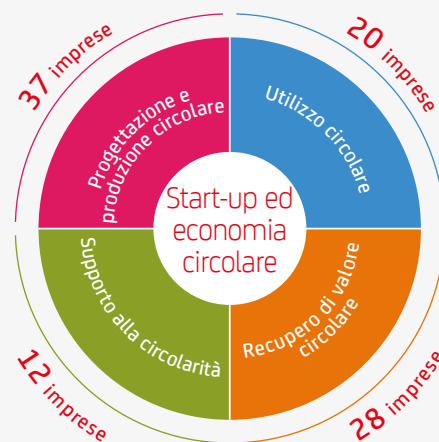 37 imprese
20 imprese
Progettazione e
produzione circolare
Utilizzo circolare
Start-up ed
economia
circolare
Supporto alla circolarità
Recupero di valore
circolare
12 imprese
28 imprese